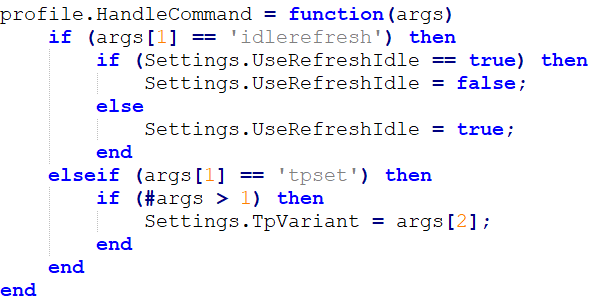 profile.HandleCommand = function(args)
    if (args[1] == 'idlerefresh') then
        if (Settings.UseRefreshIdle == true) then
            Settings.UseRefreshIdle = false;
        else
            Settings.UseRefreshIdle = true;
        end
    elseif (args[1] == 'tpset') then
        if (#args > 1) then
            Settings.TpVariant = args[2];
        end
    end
end